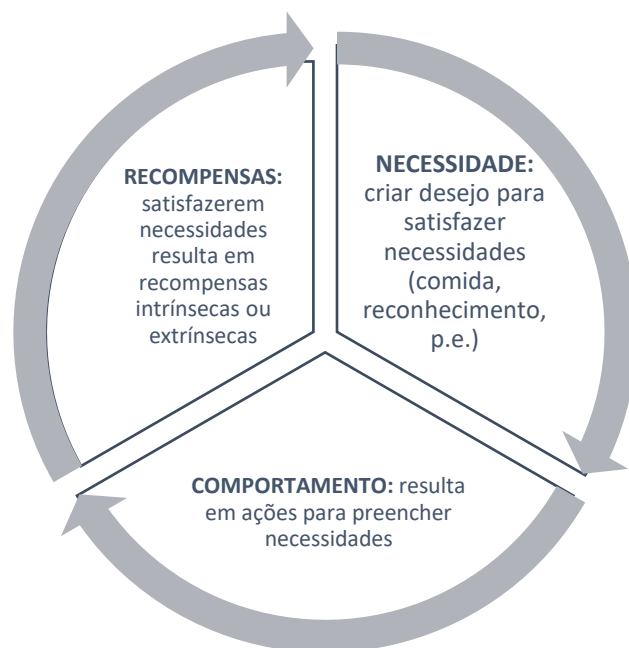 RECOMPENSAS:
satisfazerem
necessidades
resulta em
recompensas
intrínsecas ou
extrínsecas
NECESSIDADE:
criar desejo para
satisfazer
necessidades
(comida,
reconhecimento,
p.e.)
COMPORTAMENTO: resulta
em ações para preencher
necessidades